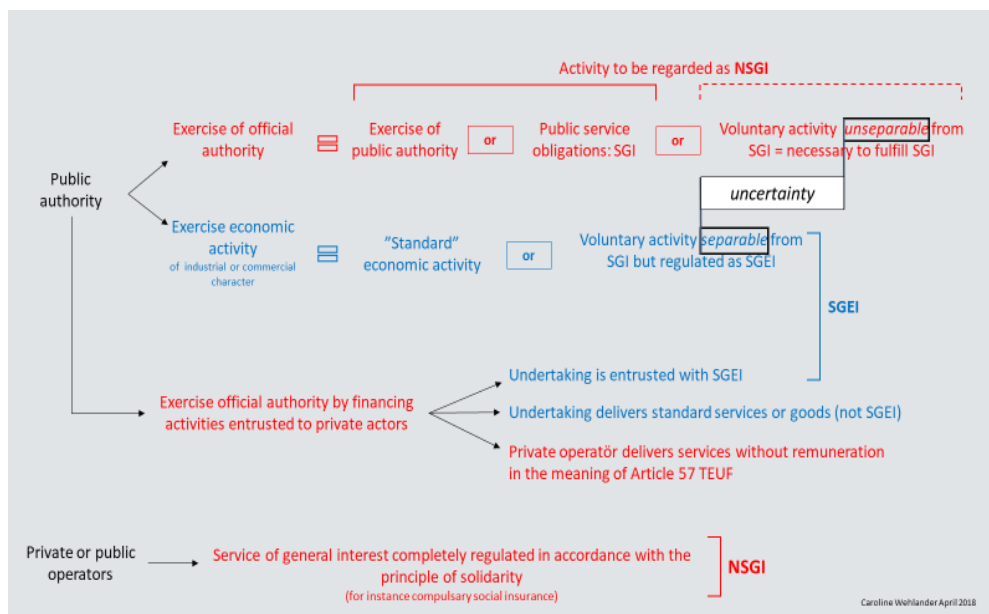 Activity to be regarded as NSGI
Exercise of official
authority
=
Exercise of
public authority
or
Public service
obligations: SGI
or
Voluntary activity unseparable from
SGI = necessary to fulfill SGI
Public
authority
uncertainty
Exercise economic
activity
of industrial or commercial
character
=
”Standard”
economic activity
or
Voluntary activity separable from
SGI but regulated as SGEI
SGEI
Undertaking is entrusted with SGEI
Exercise official authority by financing
activities entrusted to private actors
Undertaking delivers standard services or goods (not SGEI)
Private operatör delivers services without remuneration
in the meaning of Article 57 TEUF
Private or public
operators
Service of general interest completely regulated in accordance with the
principle of solidarity
(for instance compulsary social insurance)
NSGI
Caroline Wehlander April 2018